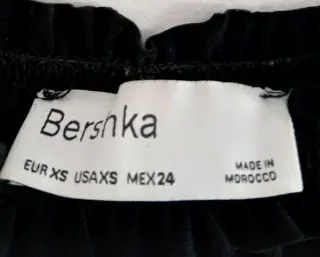 Bershka
EUR XS USA XS MEX 24
MADE IN
MOROCCO